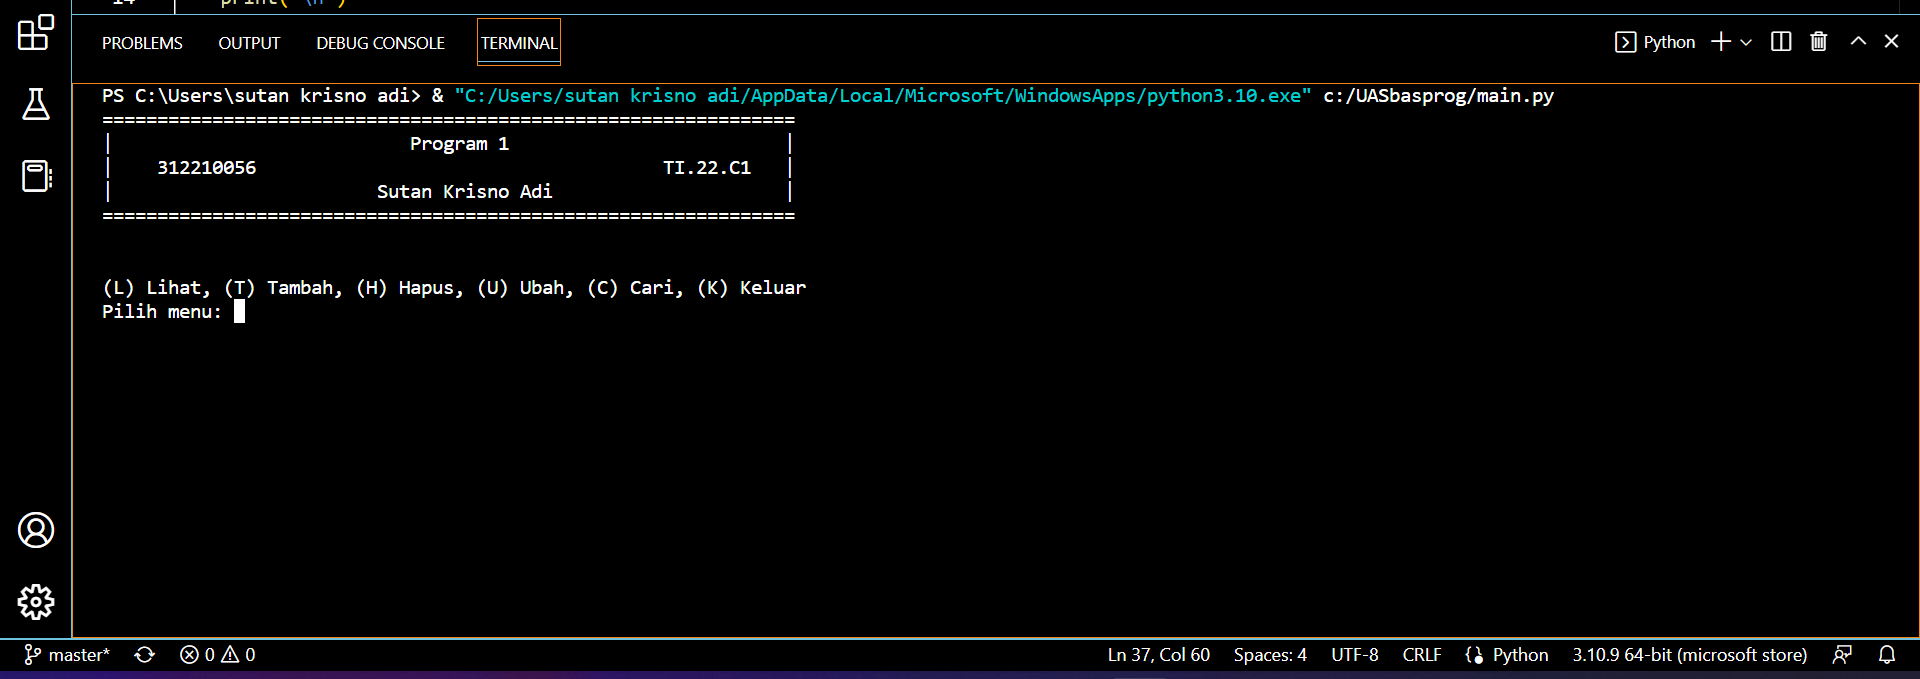 14 print("\n")
PROBLEMS OUTPUT DEBUG CONSOLE TERMINAL Python
PS C:\Users\sutan krisno adi> & "C:/Users/sutan krisno adi/AppData/Local/Microsoft/WindowsApps/python3.10.exe" c:/UASbasprog/main.py
===============================================================
| Program 1 |
| 312210056 TI.22.C1 |
| Sutan Krisno Adi |
===============================================================
(L) Lihat, (T) Tambah, (H) Hapus, (U) Ubah, (C) Cari, (K) Keluar
Pilih menu:
master* 0 0 Ln 37, Col 60 Spaces: 4 UTF-8 CRLF Python 3.10.9 64-bit (microsoft store)